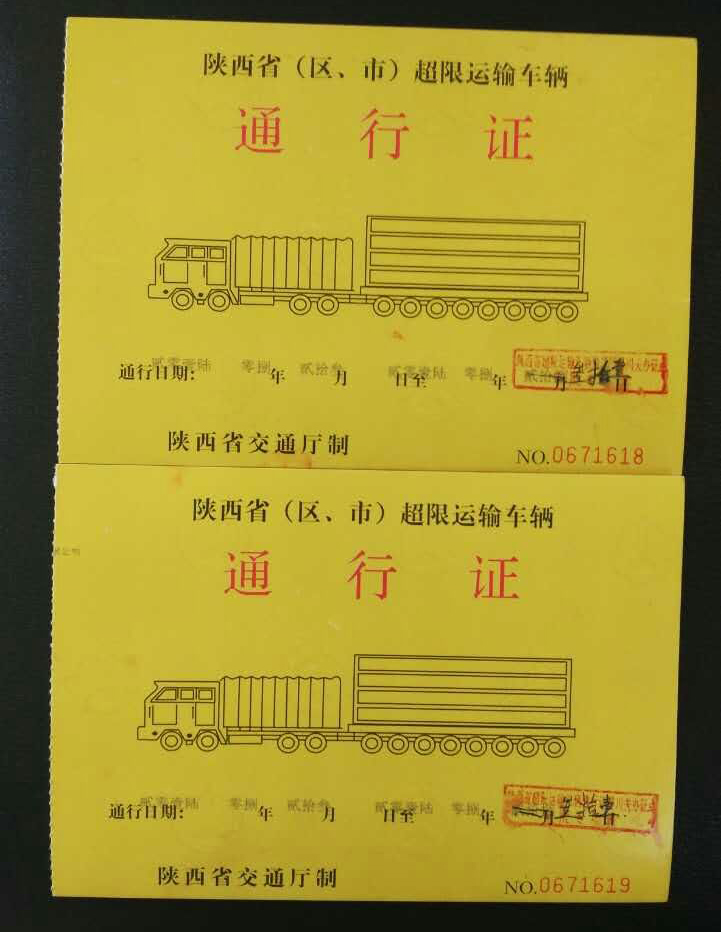 陕西省（区、市）超限运输车辆
通 行 证
通行日期: 贰零壹陆 零捌 年 贰拾叁 月 日至 贰零壹陆 零捌 年 月 日
陕西省交通厅制
NO.0671618
陕西省（区、市）超限运输车辆
通 行 证
通行日期: 贰零壹陆 零捌 年 贰拾叁 月 日至 贰零壹陆 零捌 年 月
陕西省交通厅制
NO.0671619